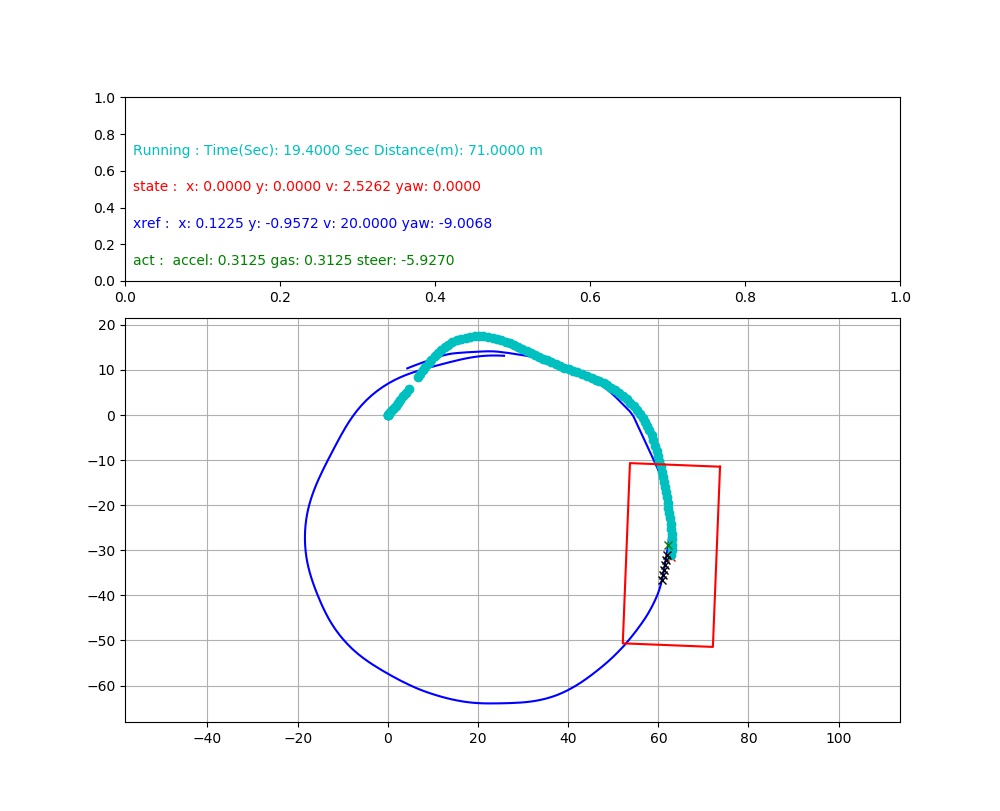 1.0
0.8
0.6
0.4
0.2
0.0
Running : Time(Sec): 19.4000 Sec Distance(m): 71.0000 m
state :  x: 0.0000 y: 0.0000 v: 2.5262 yaw: 0.0000
xref :  x: 0.1225 y: -0.9572 v: 20.0000 yaw: -9.0068
act :  accel: 0.3125 gas: 0.3125 steer: -5.9270
0.0 0.2 0.4 0.6 0.8 1.0
20
10
0
−10
−20
−30
−40
−50
−60
−40 −20 0 20 40 60 80 100